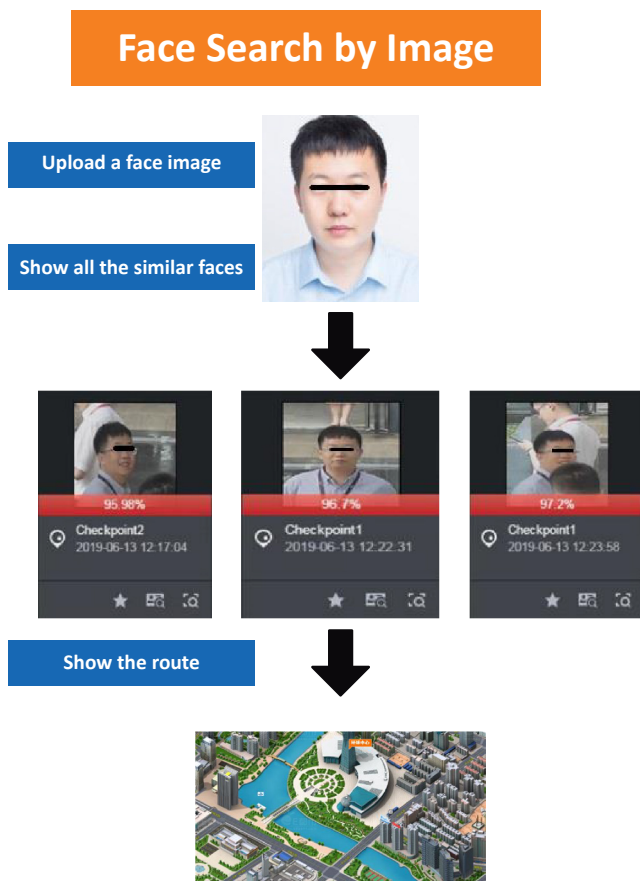 Face Search by Image
Upload a face image
Show all the similar faces
95.98%
Checkpoint2
2019-06-13 12:17:04
96.7%
Checkpoint1
2019-06-13 12:22:31
97.2%
Checkpoint1
2019-06-13 12:23:58
Show the route